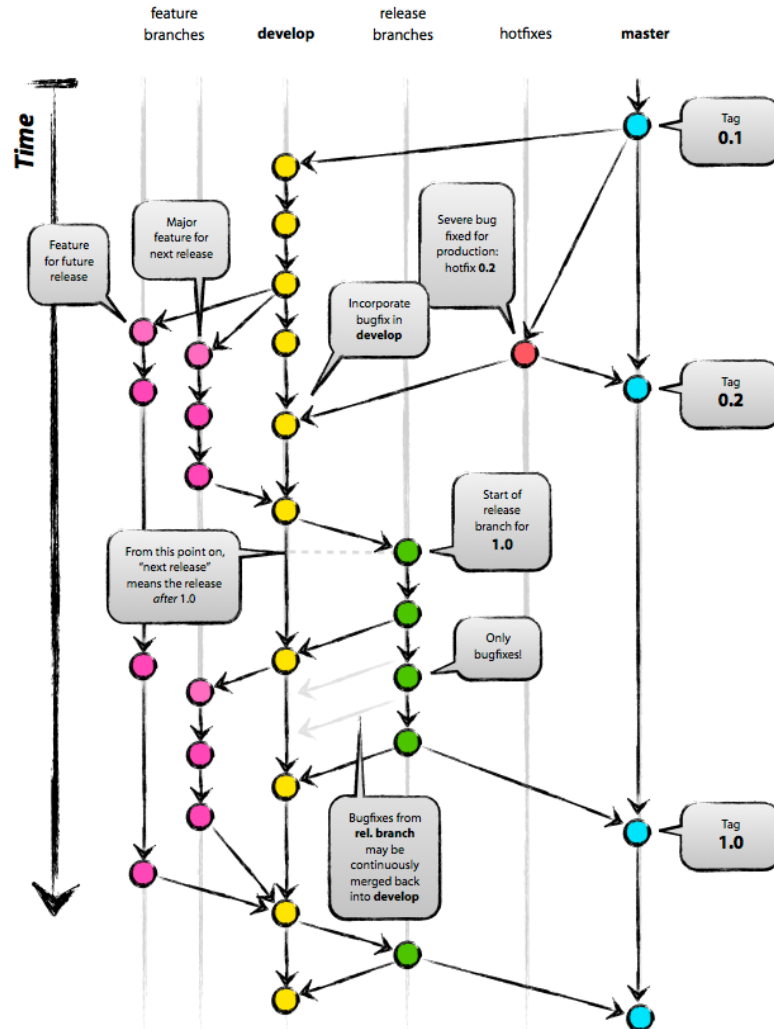 feature
branches
develop
release
branches
hotfixes
master
Time
Tag
0.1
Major
feature for
next release
Severe bug
fixed for
production:
hotfix 0.2
Feature
for future
release
Incorporate
bugfix in
develop
Tag
0.2
Start of
release
branch for
1.0
From this point on,
“next release”
means the release
after 1.0
Only
bugfixes!
Bugfixes from
rel. branch
may be
continuously
merged back
into develop
Tag
1.0